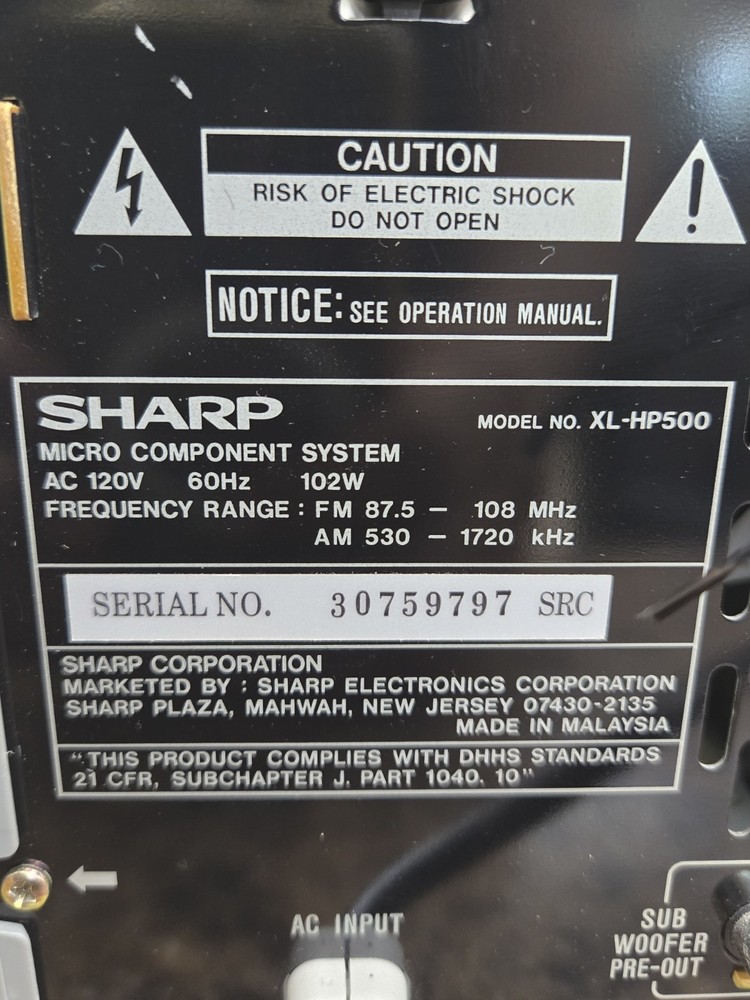 CAUTION
RISK OF ELECTRIC SHOCK
DO NOT OPEN
NOTICE: SEE OPERATION MANUAL.
SHARP MODEL NO. XL-HP500
MICRO COMPONENT SYSTEM
AC 120V 60Hz 102W
FREQUENCY RANGE : FM 87.5 – 108 MHz
AM 530 – 1720 kHz
SERIAL NO. 30759797 SRC
SHARP CORPORATION
MARKETED BY : SHARP ELECTRONICS CORPORATION
SHARP PLAZA, MAHWAH, NEW JERSEY 07430-2135
MADE IN MALAYSIA
"THIS PRODUCT COMPLIES WITH DHHS STANDARDS
21 CFR, SUBCHAPTER J. PART 1040. 10"
AC INPUT
SUB
WOOFER
PRE-OUT